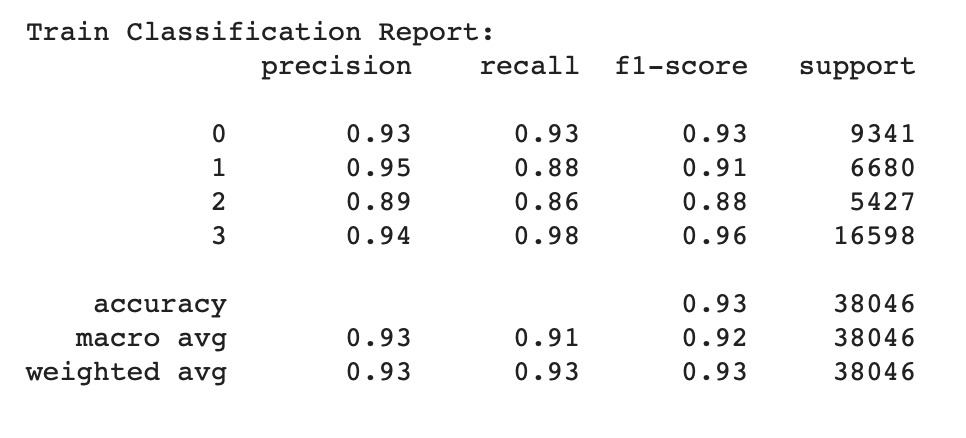 Train Classification Report:
precision recall f1-score support
0 0.93 0.93 0.93 9341
1 0.95 0.88 0.91 6680
2 0.89 0.86 0.88 5427
3 0.94 0.98 0.96 16598
accuracy 0.93 38046
macro avg 0.93 0.91 0.92 38046
weighted avg 0.93 0.93 0.93 38046